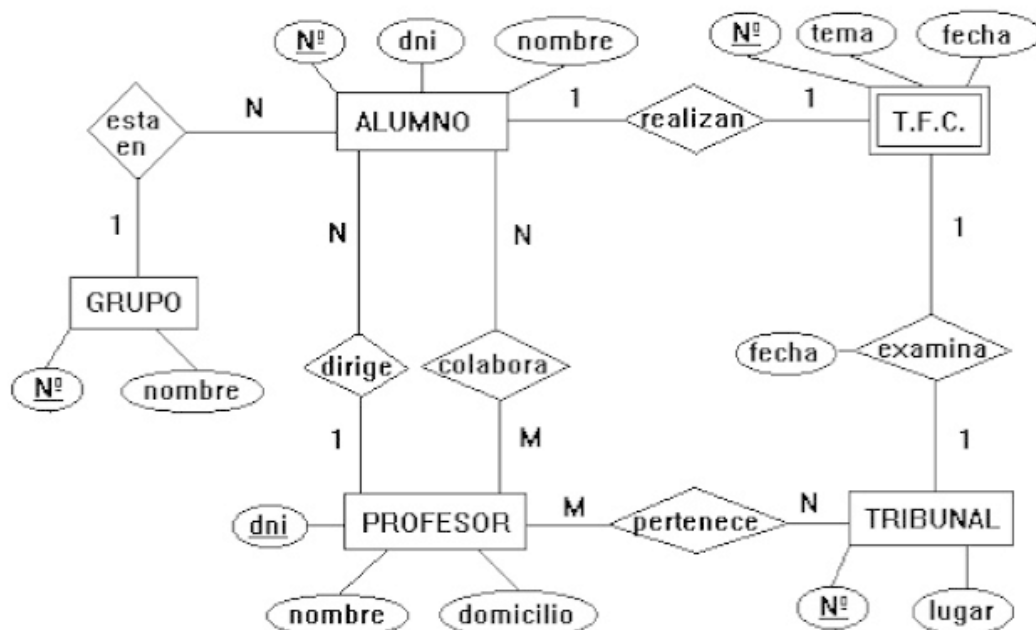 Nº
dni
nombre
Nº
tema
fecha
esta
en
N
ALUMNO
1
realizan
1
T.F.C.
1
N
N
1
GRUPO
Nº
nombre
dirige
colabora
fecha
examina
1
M
1
dni
PROFESOR
M
pertenece
N
TRIBUNAL
nombre
domicilio
Nº
lugar